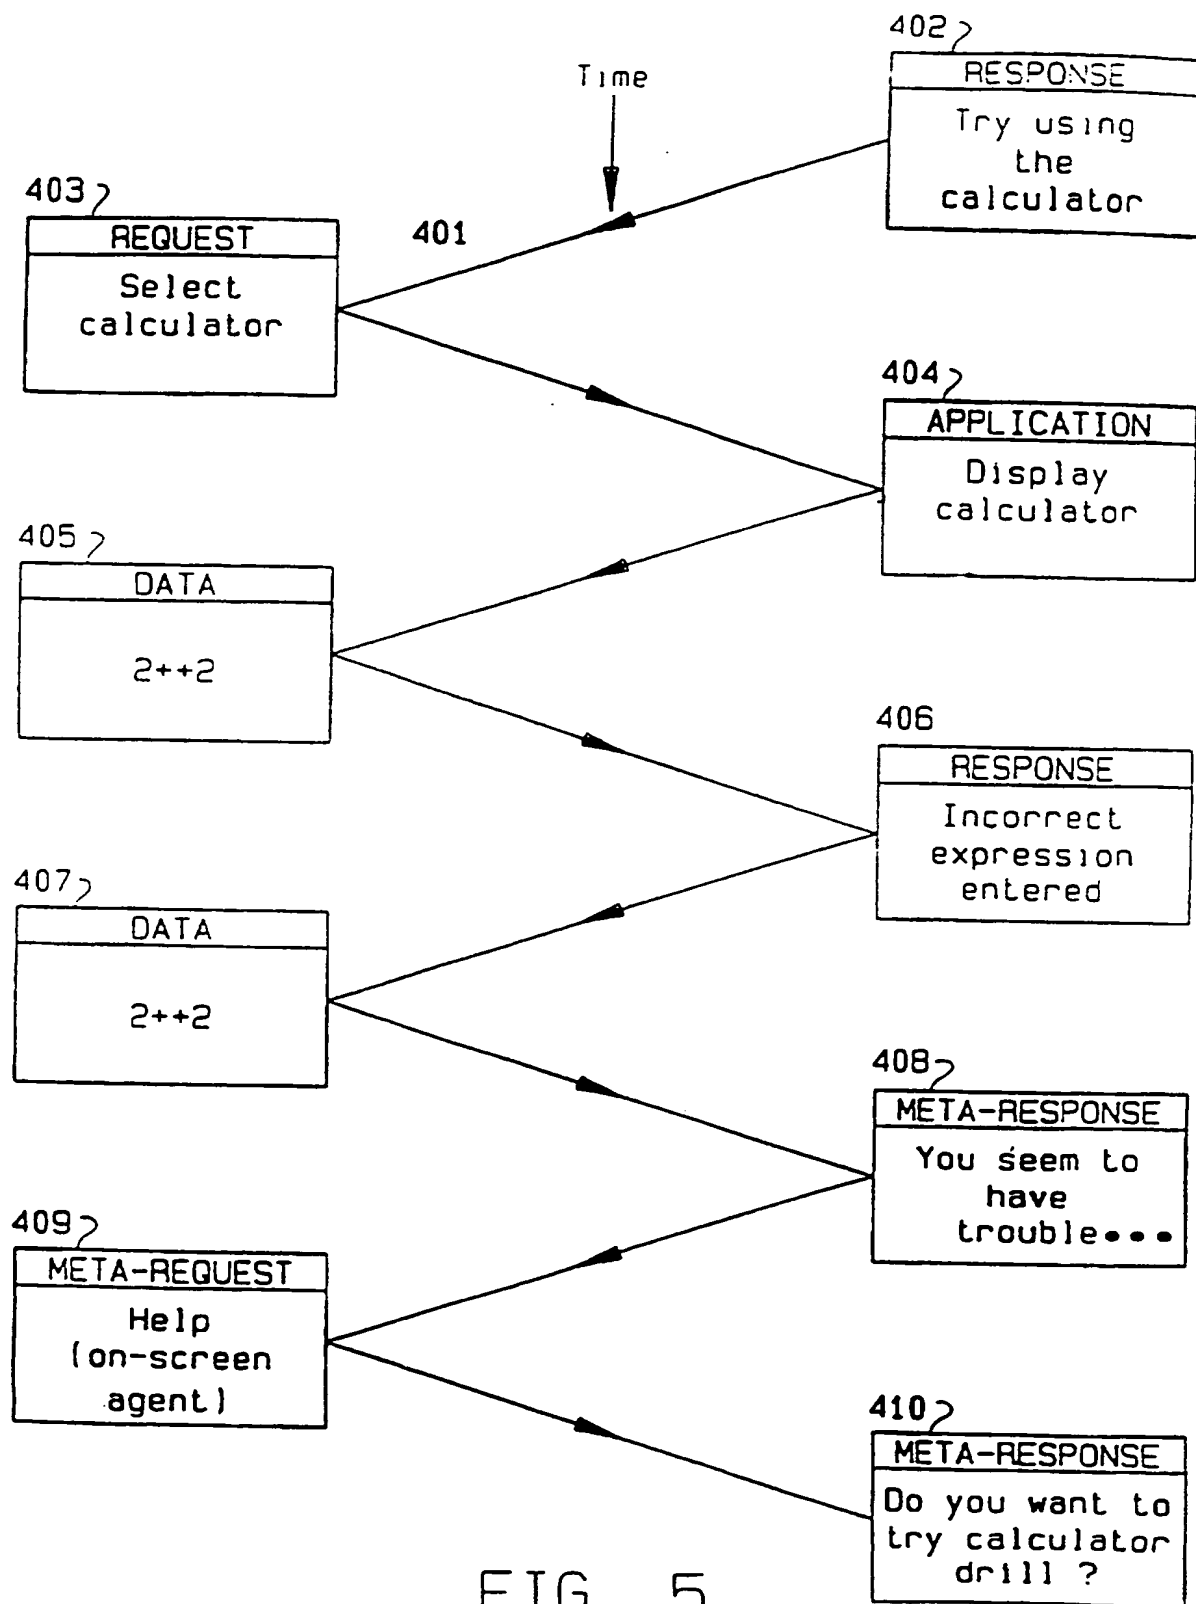 402
RESPONSE
Try using
the
calculator
Time
403
REQUEST
Select
calculator
401
404
APPLICATION
Display
calculator
405
DATA
2++2
406
RESPONSE
Incorrect
expression
entered
407
DATA
2++2
408
META-RESPONSE
You seem to
have
trouble•••
409
META-REQUEST
Help
(on-screen
agent)
410
META-RESPONSE
Do you want to
try calculator
drill ?
FIG. 5